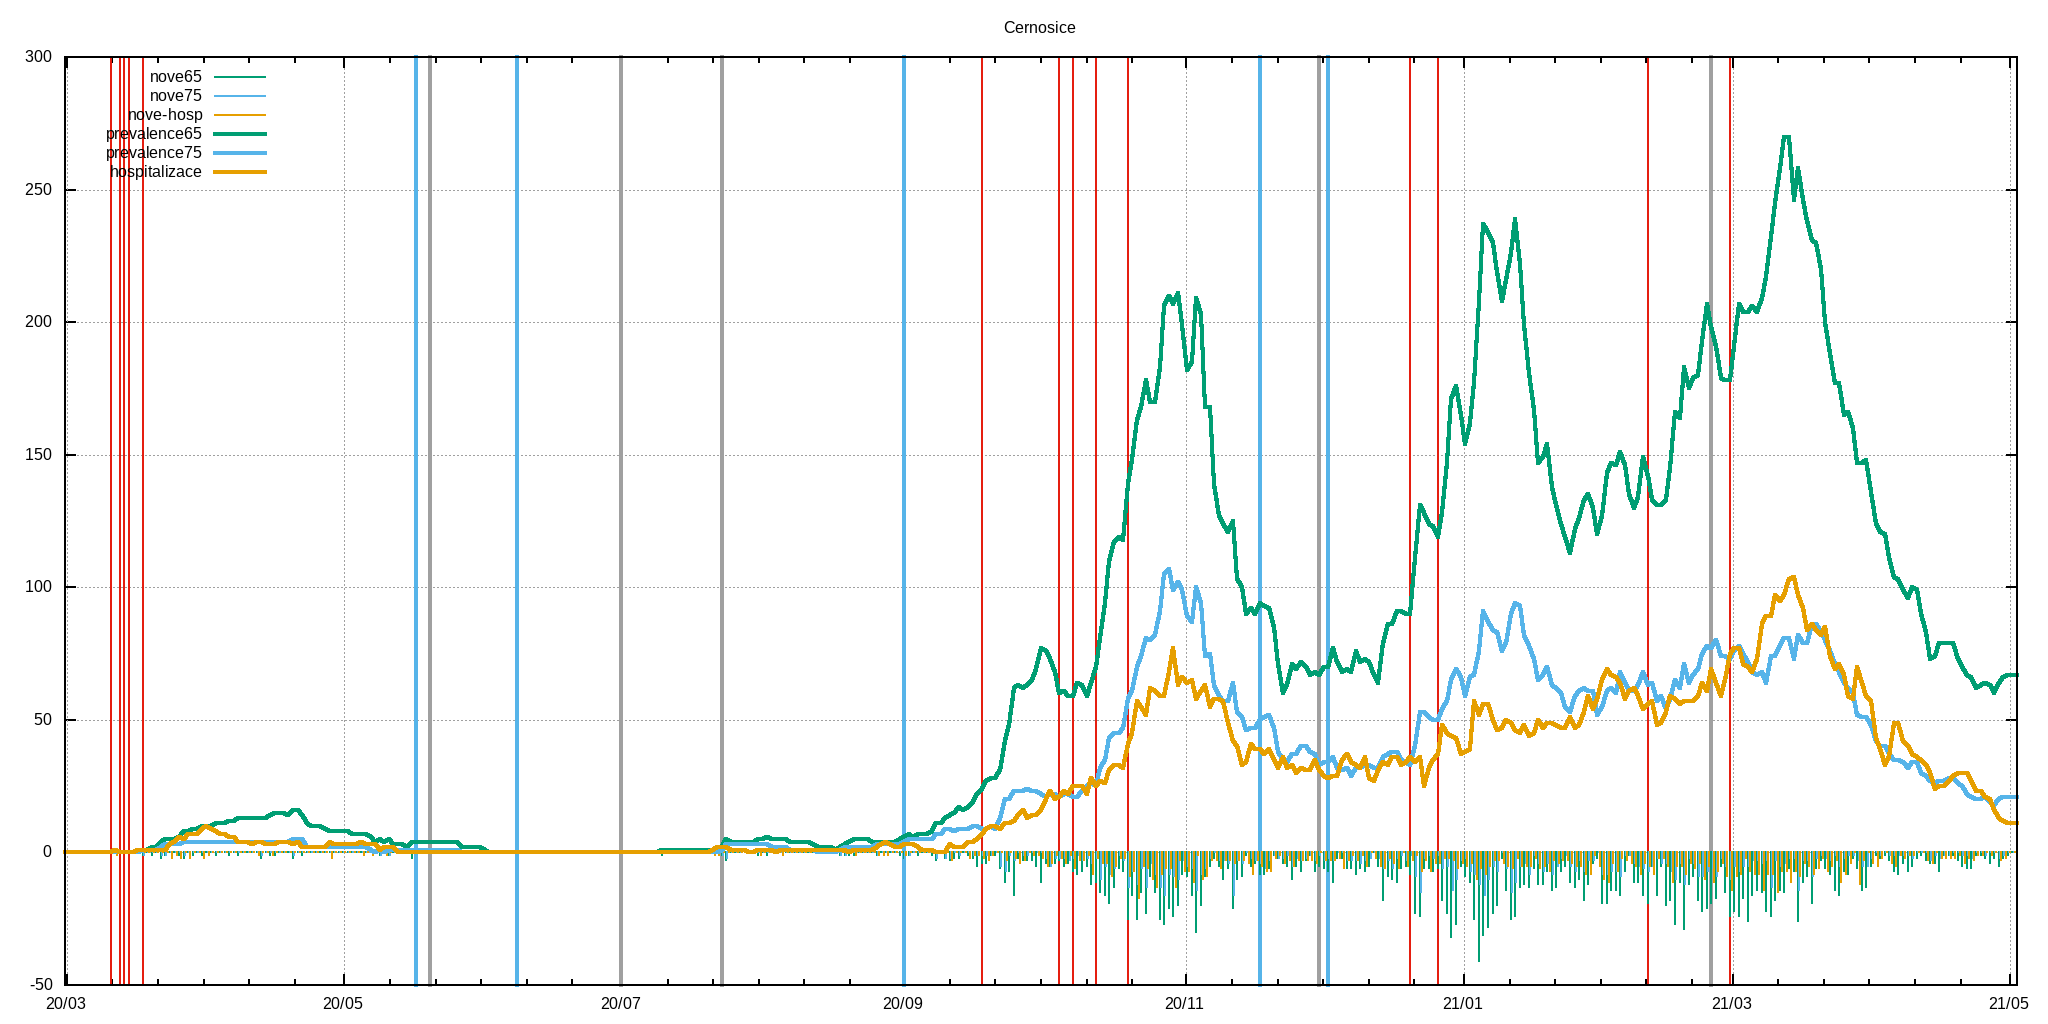 Cernosice
300
nove65
nove75
nove-hosp
prevalence65
prevalence75
hospitalizace
250
200
150
100
50
0
-50
20/03 20/05 20/07 20/09 20/11 21/01 21/03 21/05